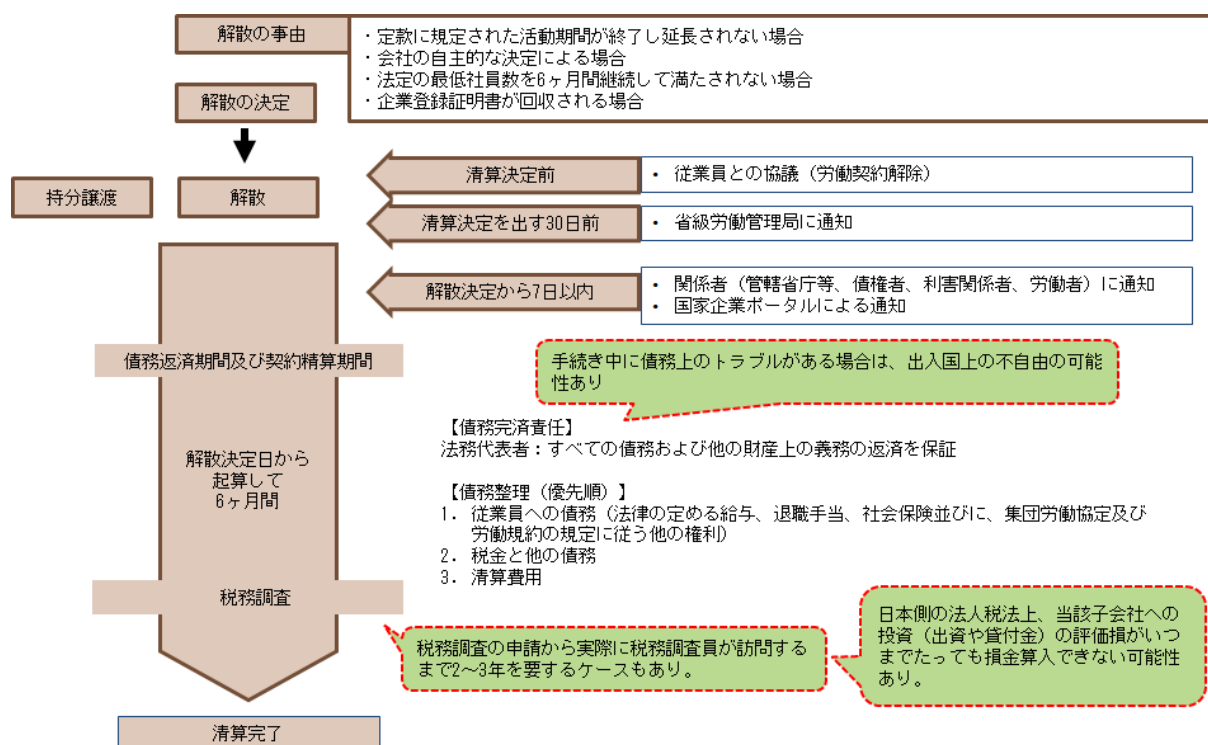 解散の事由
・定款に規定された活動期間が終了し延長されない場合
・会社の自主的な決定による場合
・法定の最低社員数を6ヶ月間継続して満たされない場合
・企業登録証明書が回収される場合
解散の決定
持分譲渡
解散
清算決定前
• 従業員との協議（労働契約解除）
清算決定を出す30日前
• 省級労働管理局に通知
解散決定から7日以内
• 関係者（管轄省庁等、債権者、利害関係者、労働者）に通知
• 国家企業ポータルによる通知
債務返済期間及び契約精算期間
手続き中に債務上のトラブルがある場合は、出入国上の不自由の可能
性あり
【債務完済責任】
法務代表者：すべての債務および他の財産上の義務の返済を保証
解散決定日から
起算して
6ヶ月間
【債務整理（優先順）】
1. 従業員への債務（法律の定める給与、退職手当、社会保険並びに、集団労働協定及び
労働規約の規定に従う他の権利）
2. 税金と他の債務
3. 清算費用
税務調査
税務調査の申請から実際に税務調査員が訪問する
まで2～3年を要するケースもあり。
日本側の法人税法上、当該子会社への
投資（出資や貸付金）の評価損がいつ
までたっても損金算入できない可能性
あり。
清算完了